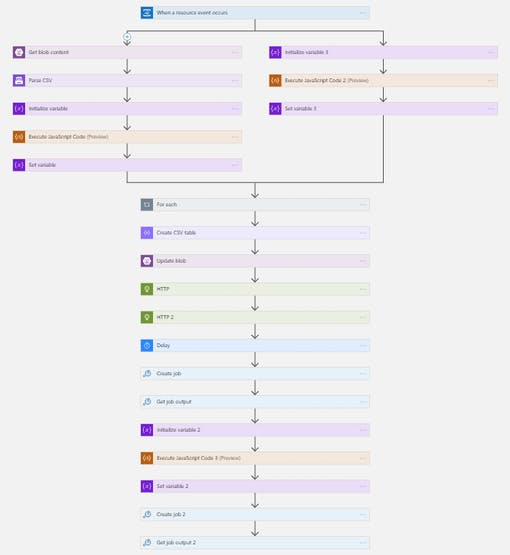 When a resource event occurs
Get blob content
Initialize variable 3
Parse CSV
Execute JavaScript Code 2 (Preview)
Initialize variable
Set variable 3
Execute JavaScript Code (Preview)
Set variable
For each
Create CSV table
Update blob
HTTP
HTTP 2
Delay
Create job
Get job output
Initialize variable 2
Execute JavaScript Code 3 (Preview)
Set variable 2
Create job 2
Get job output 2